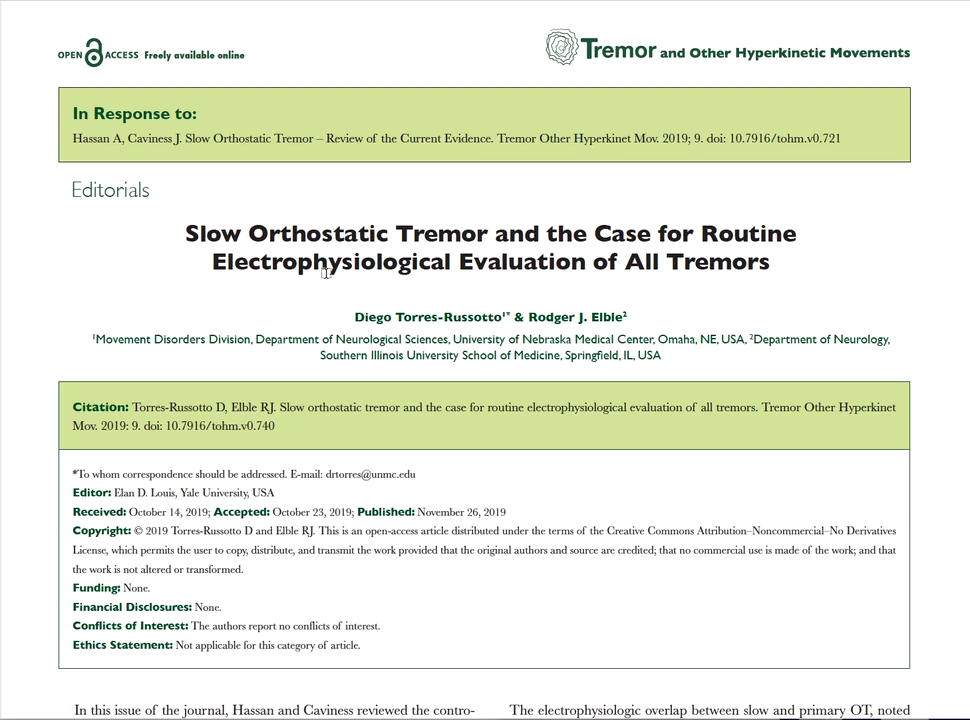 OPEN ACCESS Freely available online
Tremor and Other Hyperkinetic Movements
In Response to:
Hassan A, Caviness J. Slow Orthostatic Tremor – Review of the Current Evidence. Tremor Other Hyperkinet Mov. 2019; 9. doi: 10.7916/tohm.v0.721
Editorials
Slow Orthostatic Tremor and the Case for Routine
Electrophysiological Evaluation of All Tremors
Diego Torres-Russotto¹* & Rodger J. Elble²
¹Movement Disorders Division, Department of Neurological Sciences, University of Nebraska Medical Center, Omaha, NE, USA, ²Department of Neurology,
Southern Illinois University School of Medicine, Springfield, IL, USA
Citation: Torres-Russotto D, Elble RJ. Slow orthostatic tremor and the case for routine electrophysiological evaluation of all tremors. Tremor Other Hyperkinet
Mov. 2019: 9. doi: 10.7916/tohm.v0.740
*To whom correspondence should be addressed. E-mail: drtorres@unmc.edu
Editor: Elan D. Louis, Yale University, USA
Received: October 14, 2019; Accepted: October 23, 2019; Published: November 26, 2019
Copyright: © 2019 Torres-Russotto D and Elble RJ. This is an open-access article distributed under the terms of the Creative Commons Attribution–Noncommercial–No Derivatives
License, which permits the user to copy, distribute, and transmit the work provided that the original authors and source are credited; that no commercial use is made of the work; and that
the work is not altered or transformed.
Funding: None.
Financial Disclosures: None.
Conflicts of Interest: The authors report no conflicts of interest.
Ethics Statement: Not applicable for this category of article.
In this issue of the journal, Hassan and Caviness reviewed the contro-
The electrophysiologic overlap between slow and primary OT, noted